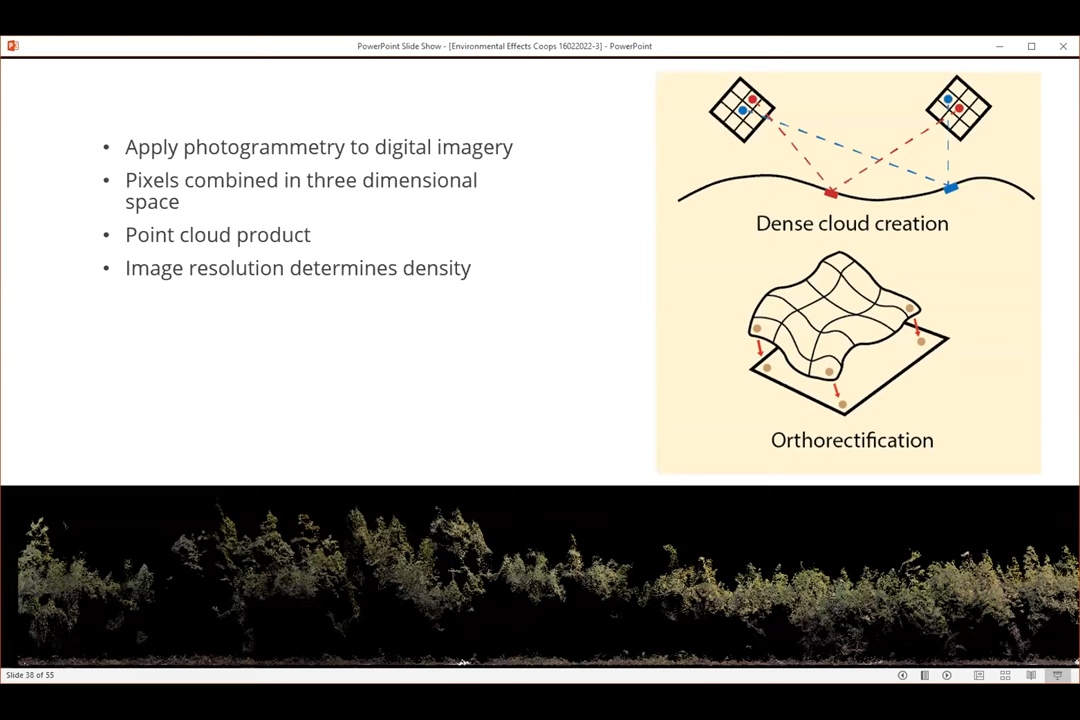 PowerPoint Slide Show - [Environmental Effects Coops 16022022-3] - PowerPoint
• Apply photogrammetry to digital imagery
• Pixels combined in three dimensional
space
• Point cloud product
• Image resolution determines density
Dense cloud creation
Orthorectification
Slide 38 of 55